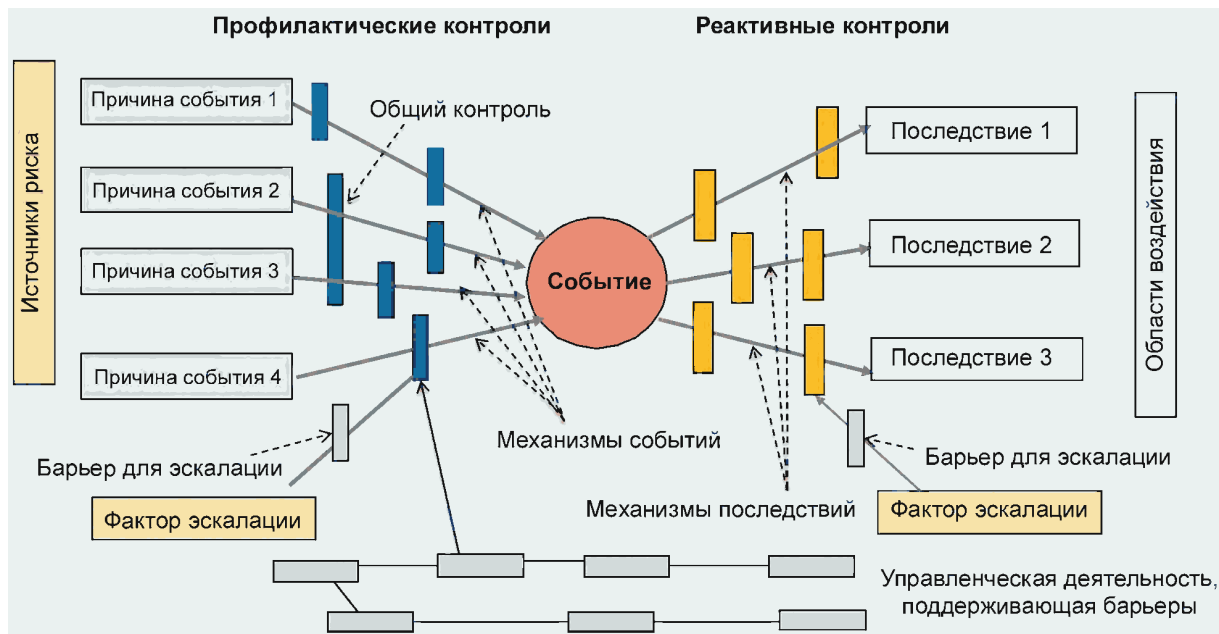 Профилактические контроли
Реактивные контроли
Источники риска
Причина события 1
Причина события 2
Причина события 3
Причина события 4
Общий контроль
Событие
Последствие 1
Последствие 2
Последствие 3
Области воздействия
Механизмы событий
Барьер для эскалации
Барьер для эскалации
Фактор эскалации
Механизмы последствий
Фактор эскалации
Управленческая деятельность,
поддерживающая барьеры